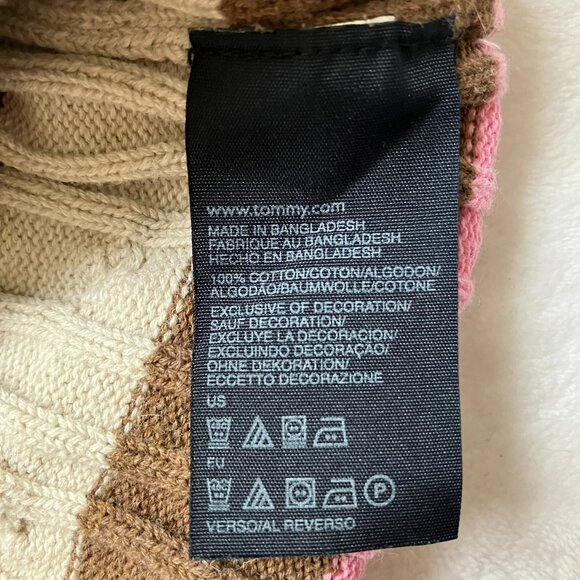 www.tommy.com
MADE IN BANGLADESH
FABRIQUE AU BANGLADESH
HECHO EN BANGLADESH
100% COTTON/COTON/ALGODON/
ALGODÃO/BAUMWOLLE/COTONE
EXCLUSIVE OF DECORATION/
SAUF DECORATION/
EXCLUYE LA DECORACION/
EXCLUINDO DECORAÇÃO/
OHNE DEKORATION/
ECCETTO DECORAZIONE
US
EU
P
VERSO/AL REVERSO